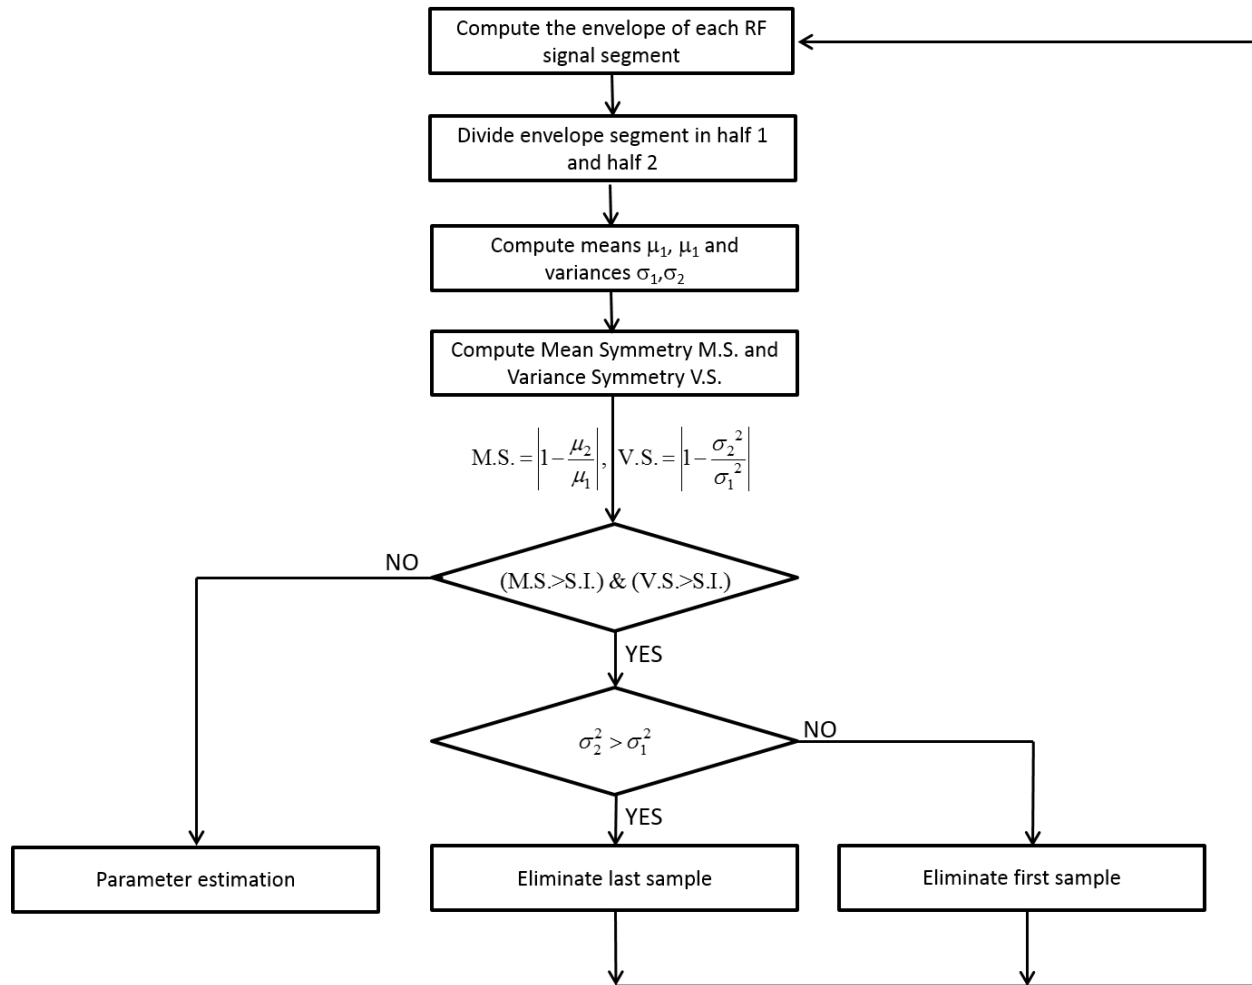 Compute the envelope of each RF
signal segment
Divide envelope segment in half 1
and half 2
Compute means μ₁, μ₁ and
variances σ₁,σ₂
Compute Mean Symmetry M.S. and
Variance Symmetry V.S.
M.S. = |1 − μ₂/μ₁|, V.S. = |1 − σ₂²/σ₁²|
NO
(M.S.>S.I.) & (V.S.>S.I.)
YES
σ₂² > σ₁²
NO
YES
Parameter estimation
Eliminate last sample
Eliminate first sample